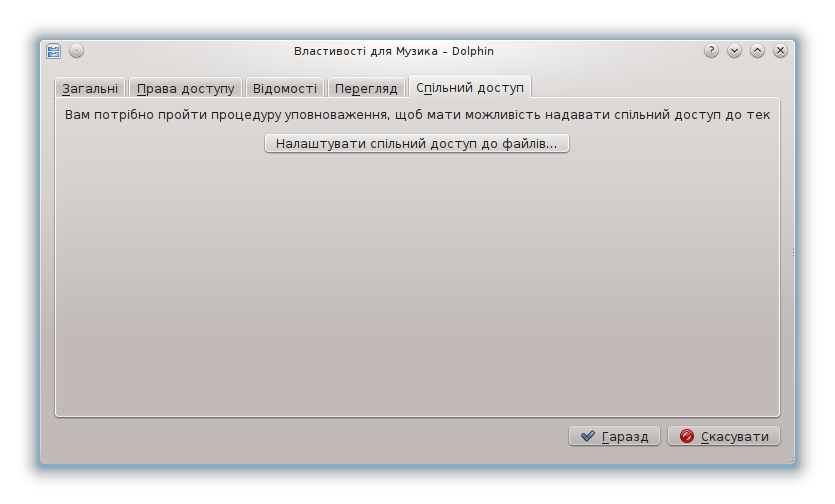 Властивості для Музика – Dolphin
Загальні Права доступу Відомості Перегляд Спільний доступ
Вам потрібно пройти процедуру уповноваження, щоб мати можливість надавати спільний доступ до тек
Налаштувати спільний доступ до файлів...
Гаразд Скасувати